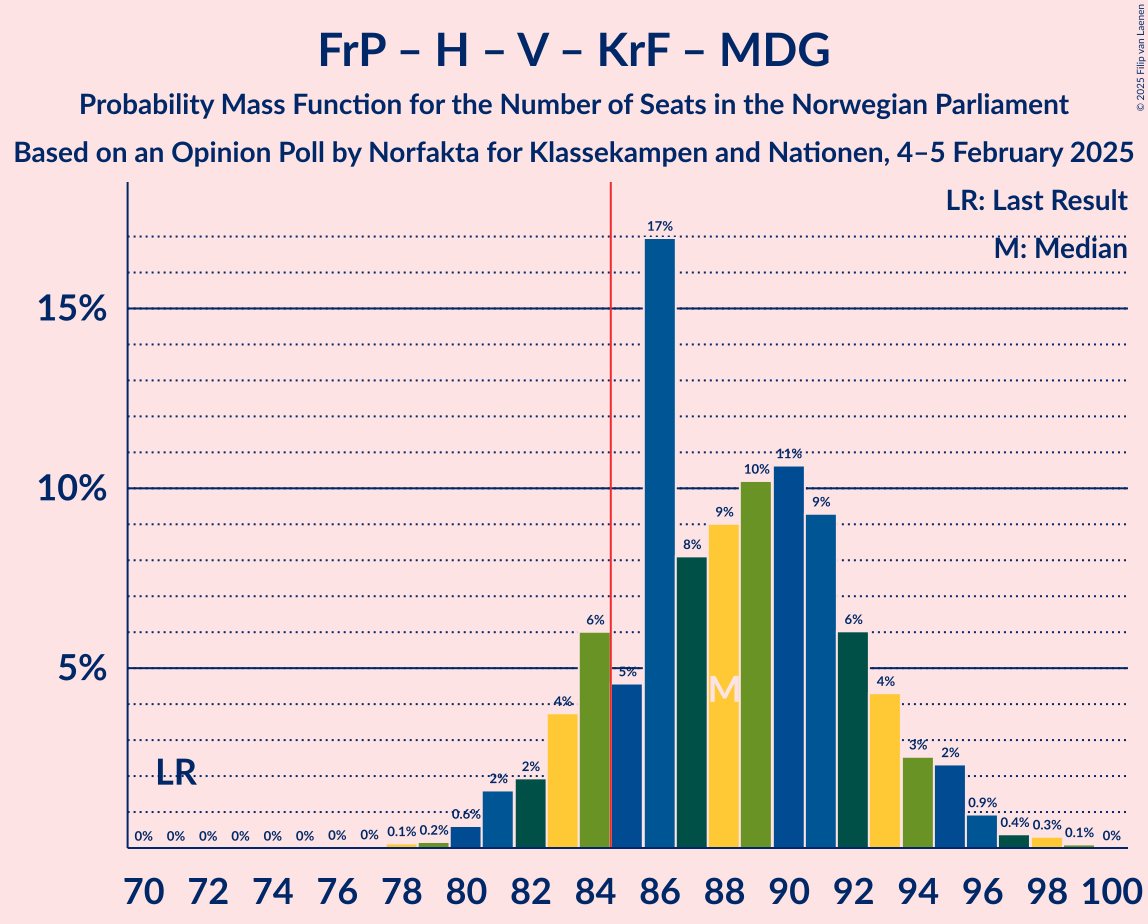 FrP – H – V – KrF – MDG
Probability Mass Function for the Number of Seats in the Norwegian Parliament
Based on an Opinion Poll by Norfakta for Klassekampen and Nationen, 4–5 February 2025
© 2025 Filip van Laenen
LR: Last Result
M: Median
15%
10%
5%
LR
M
0% 0% 0% 0% 0% 0% 0% 0% 0.1% 0.2% 0.6% 2% 2% 4% 6% 5% 17% 8% 9% 10% 11% 9% 6% 4% 3% 2% 0.9% 0.4% 0.3% 0.1% 0%
70 72 74 76 78 80 82 84 86 88 90 92 94 96 98 100